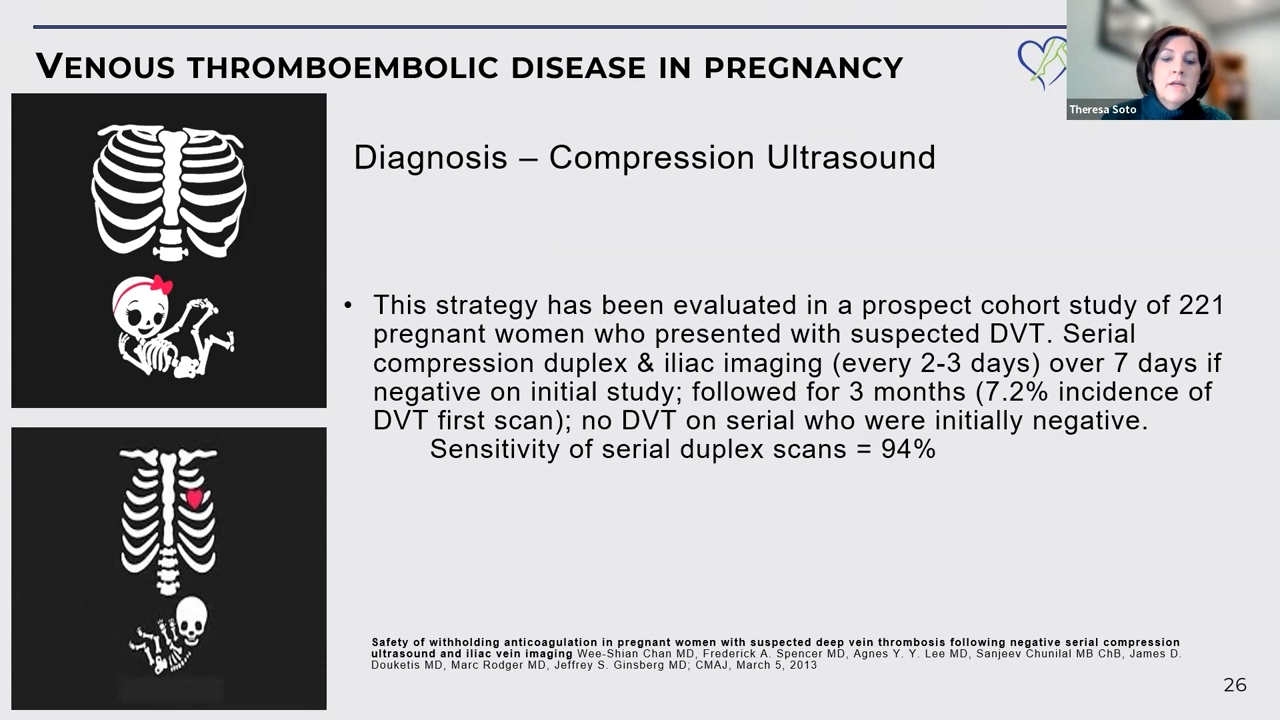 VENOUS THROMBOEMBOLIC DISEASE IN PREGNANCY
Theresa Soto
Diagnosis – Compression Ultrasound
• This strategy has been evaluated in a prospect cohort study of 221
pregnant women who presented with suspected DVT. Serial
compression duplex & iliac imaging (every 2-3 days) over 7 days if
negative on initial study; followed for 3 months (7.2% incidence of
DVT first scan); no DVT on serial who were initially negative.
Sensitivity of serial duplex scans = 94%
Safety of withholding anticoagulation in pregnant women with suspected deep vein thrombosis following negative serial compression
ultrasound and iliac vein imaging Wee-Shian Chan MD, Frederick A. Spencer MD, Agnes Y. Y. Lee MD, Sanjeev Chunilal MB ChB, James D.
Douketis MD, Marc Rodger MD, Jeffrey S. Ginsberg MD; CMAJ, March 5, 2013
26